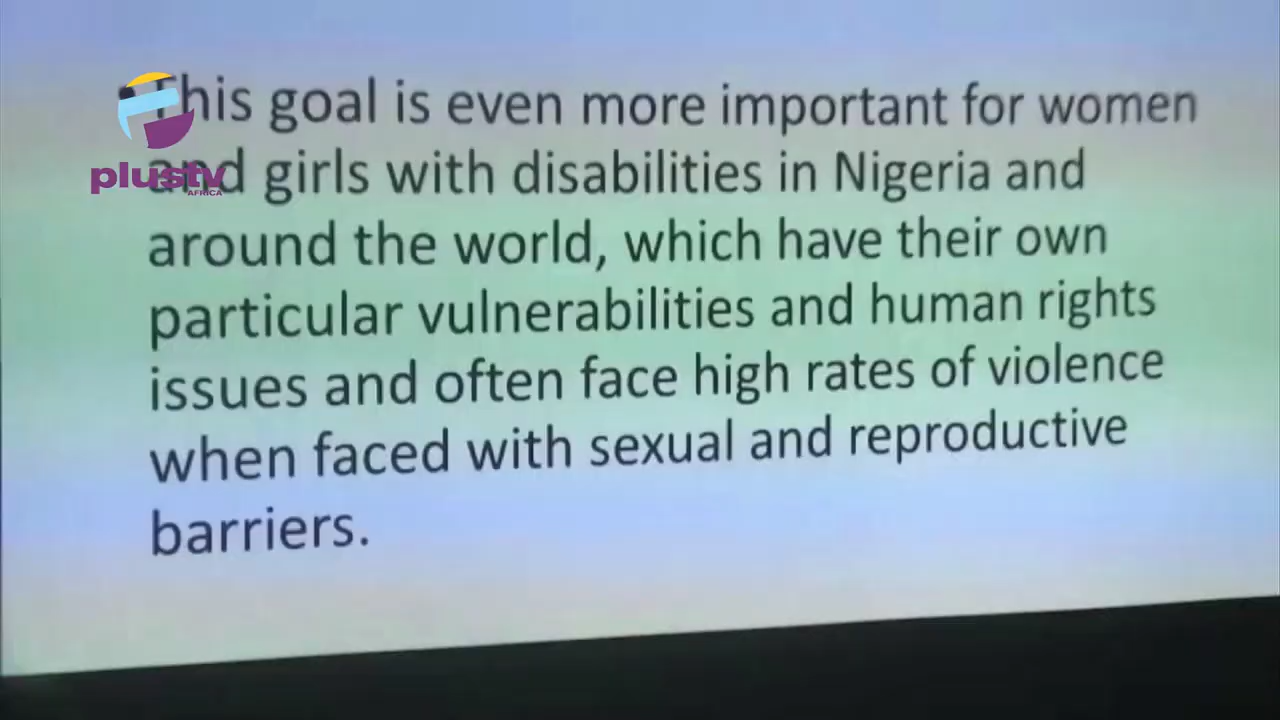 • This goal is even more important for women
and girls with disabilities in Nigeria and
around the world, which have their own
particular vulnerabilities and human rights
issues and often face high rates of violence
when faced with sexual and reproductive
barriers.
plustv
AFRICA